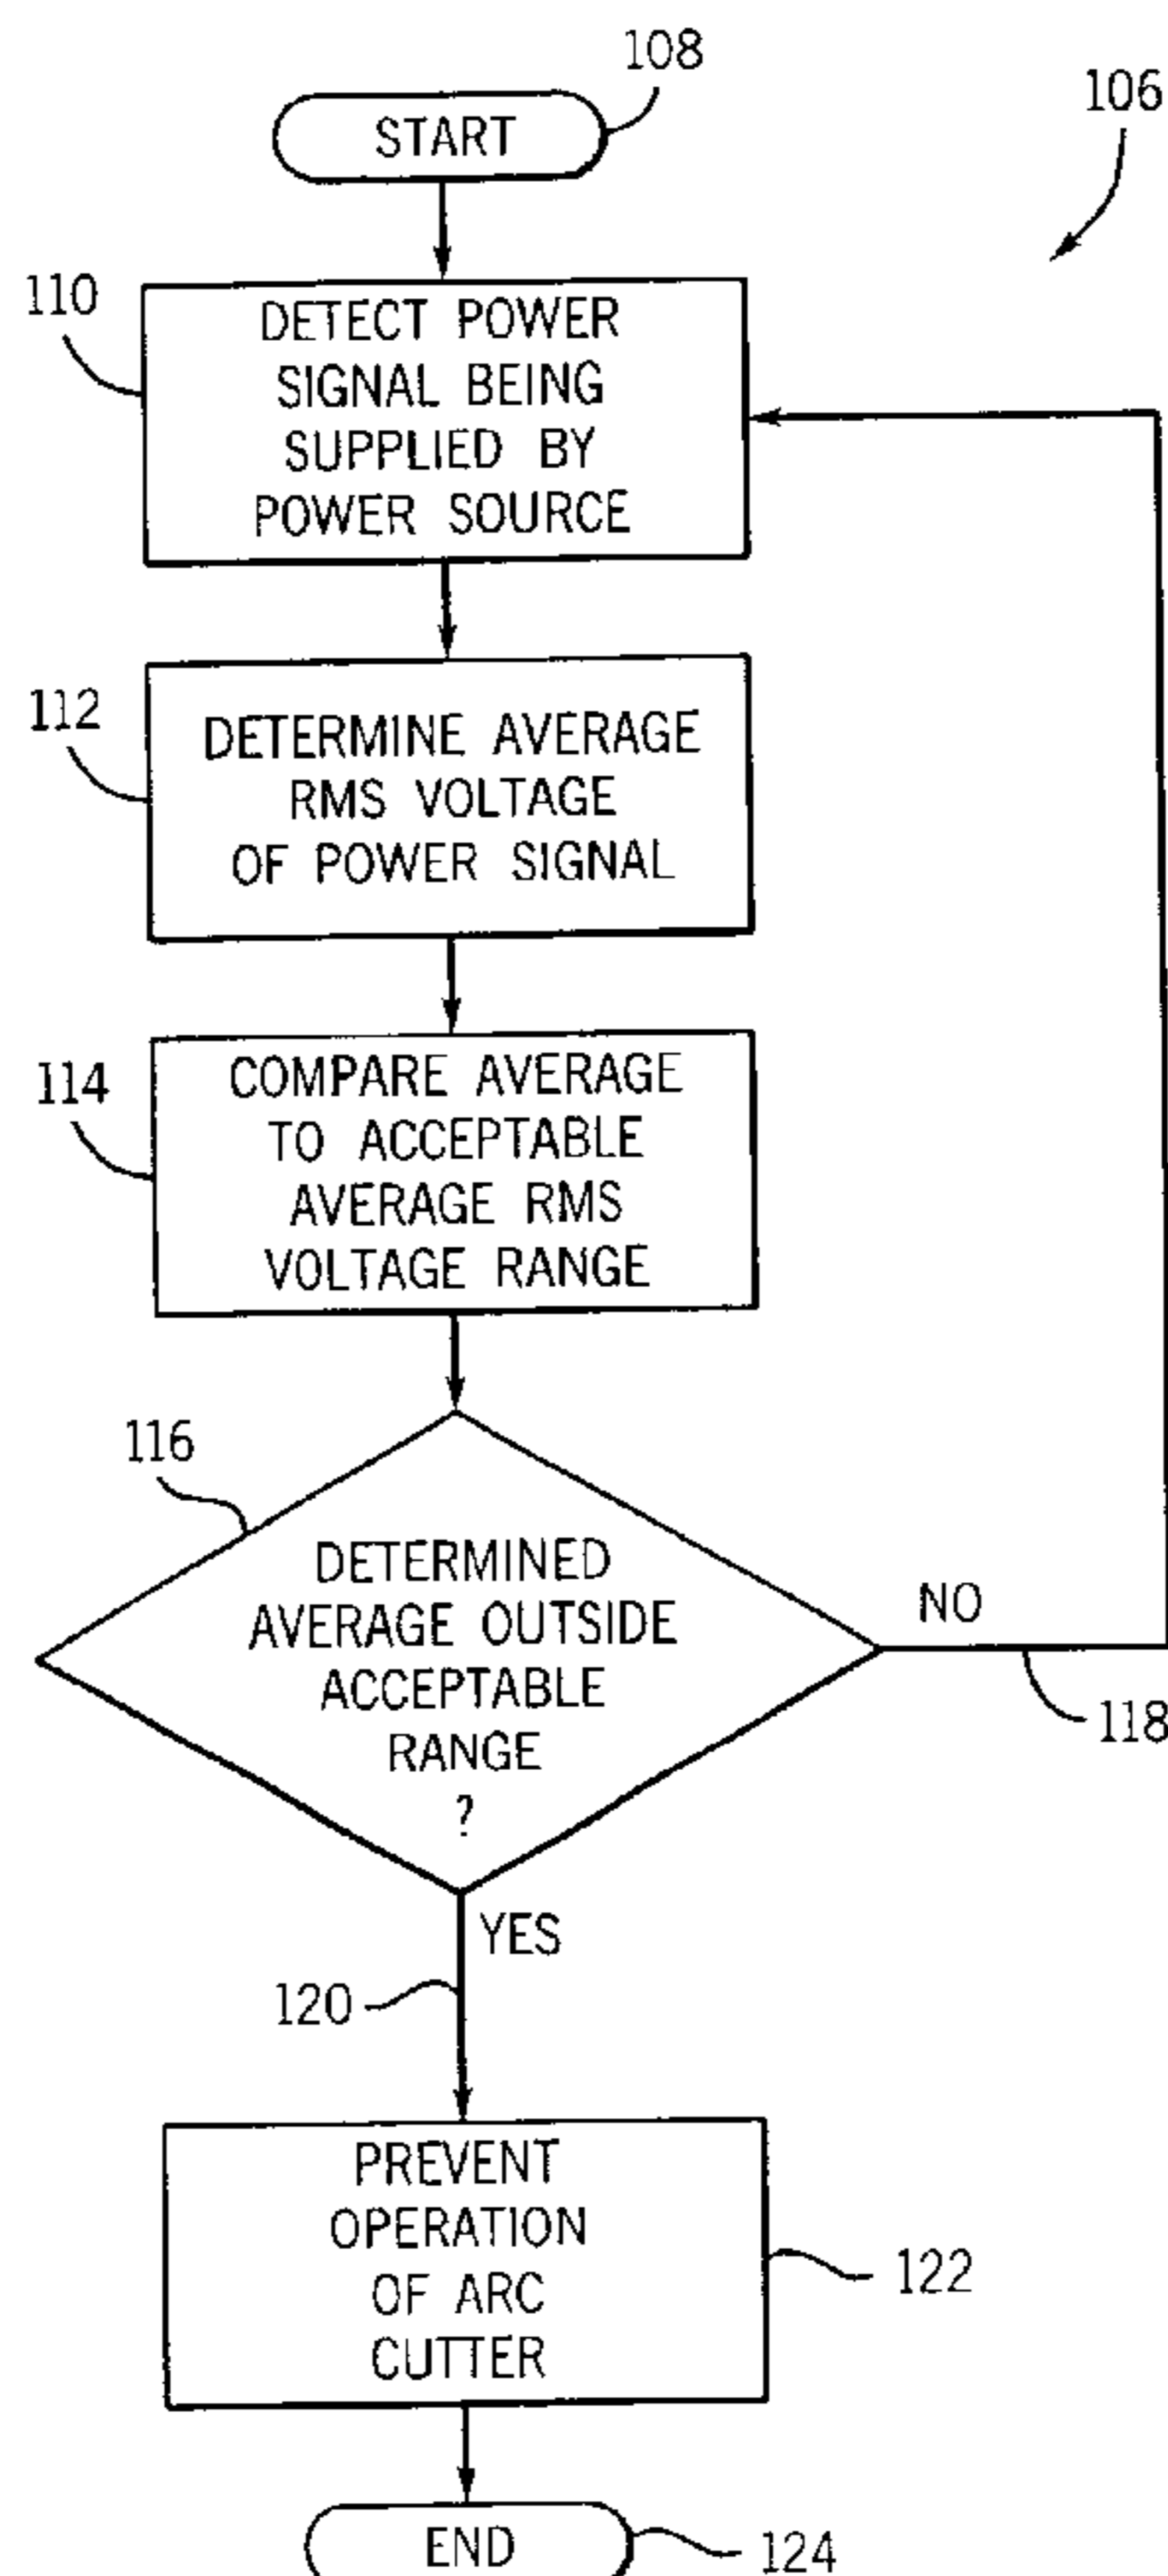 108
START
106
110
DETECT POWER
SIGNAL BEING
SUPPLIED BY
POWER SOURCE
112
DETERMINE AVERAGE
RMS VOLTAGE
OF POWER SIGNAL
114
COMPARE AVERAGE
TO ACCEPTABLE
AVERAGE RMS
VOLTAGE RANGE
116
DETERMINED
AVERAGE OUTSIDE
ACCEPTABLE
RANGE
?
NO
118
YES
120
PREVENT
OPERATION
OF ARC
CUTTER
122
END
124